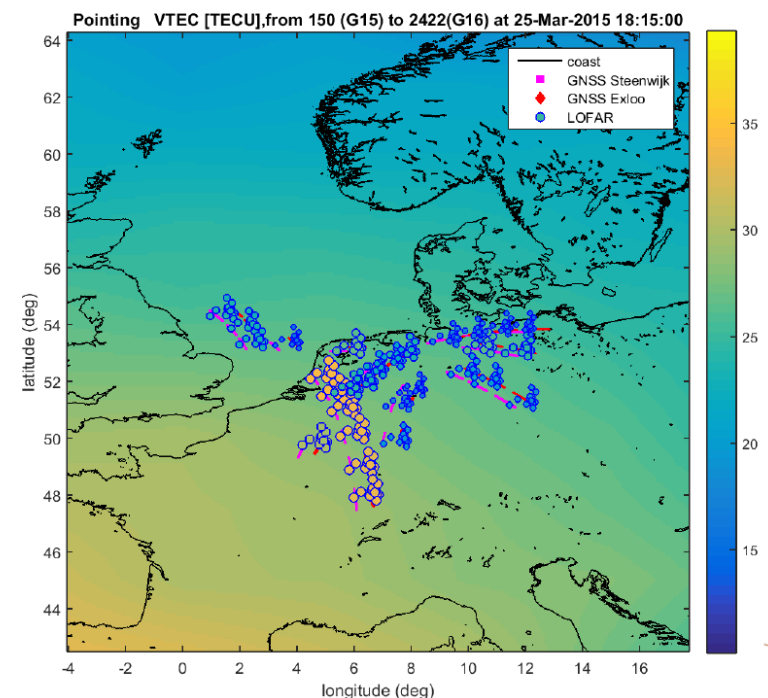 Pointing VTEC [TECU],from 150 (G15) to 2422(G16) at 25-Mar-2015 18:15:00
coast
GNSS Steenwijk
GNSS Exloo
LOFAR
latitude (deg)
64
62
60
58
56
54
52
50
48
46
44
-4 -2 0 2 4 6 8 10 12 14 16
longitude (deg)
35
30
25
20
15